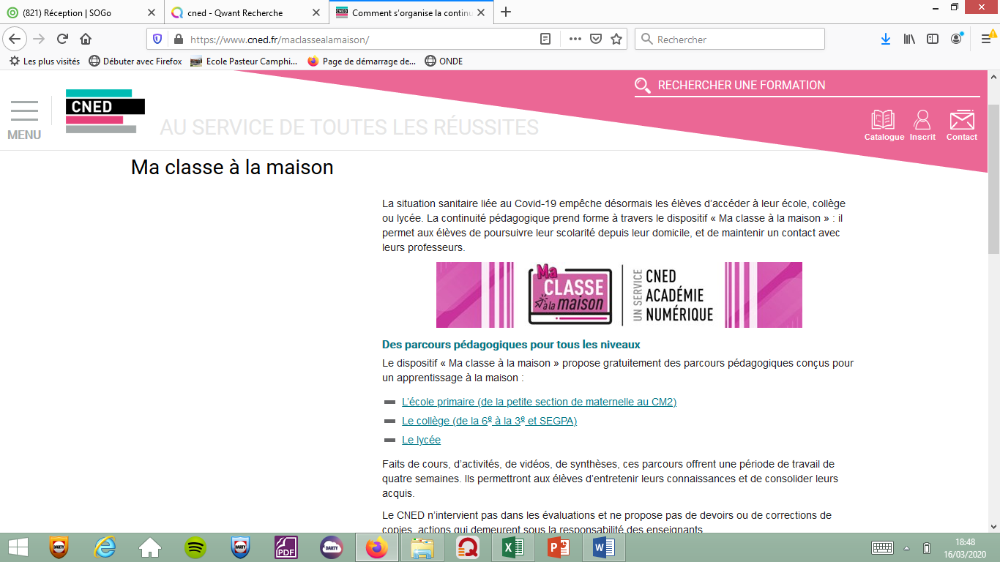 (821) Réception | SOGo
cned - Qwant Recherche
Comment s'organise la continu
https://www.cned.fr/maclassealamaison/
Rechercher
Les plus visités
Débuter avec Firefox
Ecole Pasteur Camphi...
Page de démarrage de...
ONDE
MENU
CNED
AU SERVICE DE TOUTES LES RÉUSSITES
RECHERCHER UNE FORMATION
Catalogue
Inscrit
Contact
Ma classe à la maison
La situation sanitaire liée au Covid-19 empêche désormais les élèves d'accéder à leur école, collège
ou lycée. La continuité pédagogique prend forme à travers le dispositif « Ma classe à la maison » : il
permet aux élèves de poursuivre leur scolarité depuis leur domicile, et de maintenir un contact avec
leurs professeurs.
Ma
CLASSE
à la maison
UN SERVICE
CNED
ACADÉMIE
NUMÉRIQUE
Des parcours pédagogiques pour tous les niveaux
Le dispositif « Ma classe à la maison » propose gratuitement des parcours pédagogiques conçus pour
un apprentissage à la maison :
L'école primaire (de la petite section de maternelle au CM2)
Le collège (de la 6e à la 3e et SEGPA)
Le lycée
Faits de cours, d'activités, de vidéos, de synthèses, ces parcours offrent une période de travail de
quatre semaines. Ils permettront aux élèves d'entretenir leurs connaissances et de consolider leurs
acquis.
Le CNED n'intervient pas dans les évaluations et ne propose pas de devoirs ou de corrections de
copies, actions qui demeurent sous la responsabilité des enseignants.
DARTY
DARTY
PDF
DARTY
18:48
16/03/2020